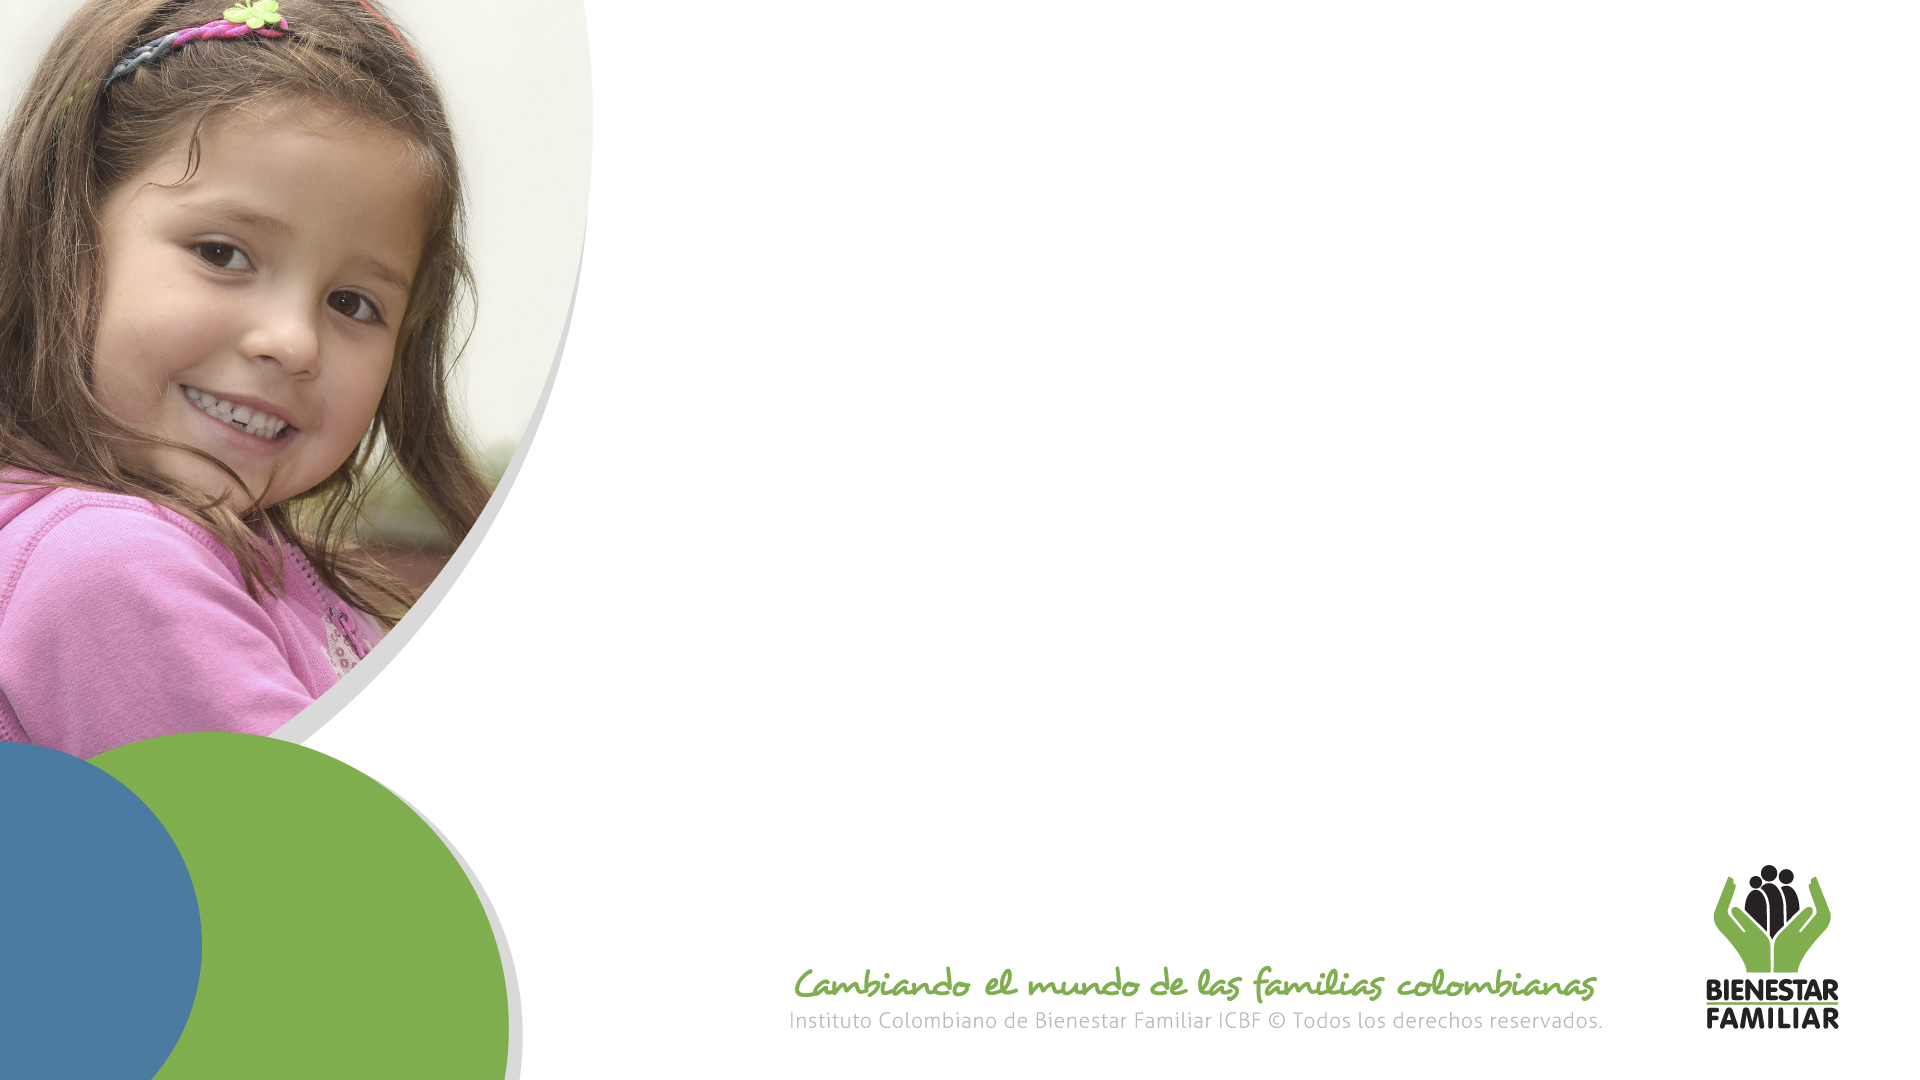 Cambiando el mundo de las familias colombianas
Instituto Colombiano de Bienestar Familiar ICBF © Todos los derechos reservados.
BIENESTAR
FAMILIAR